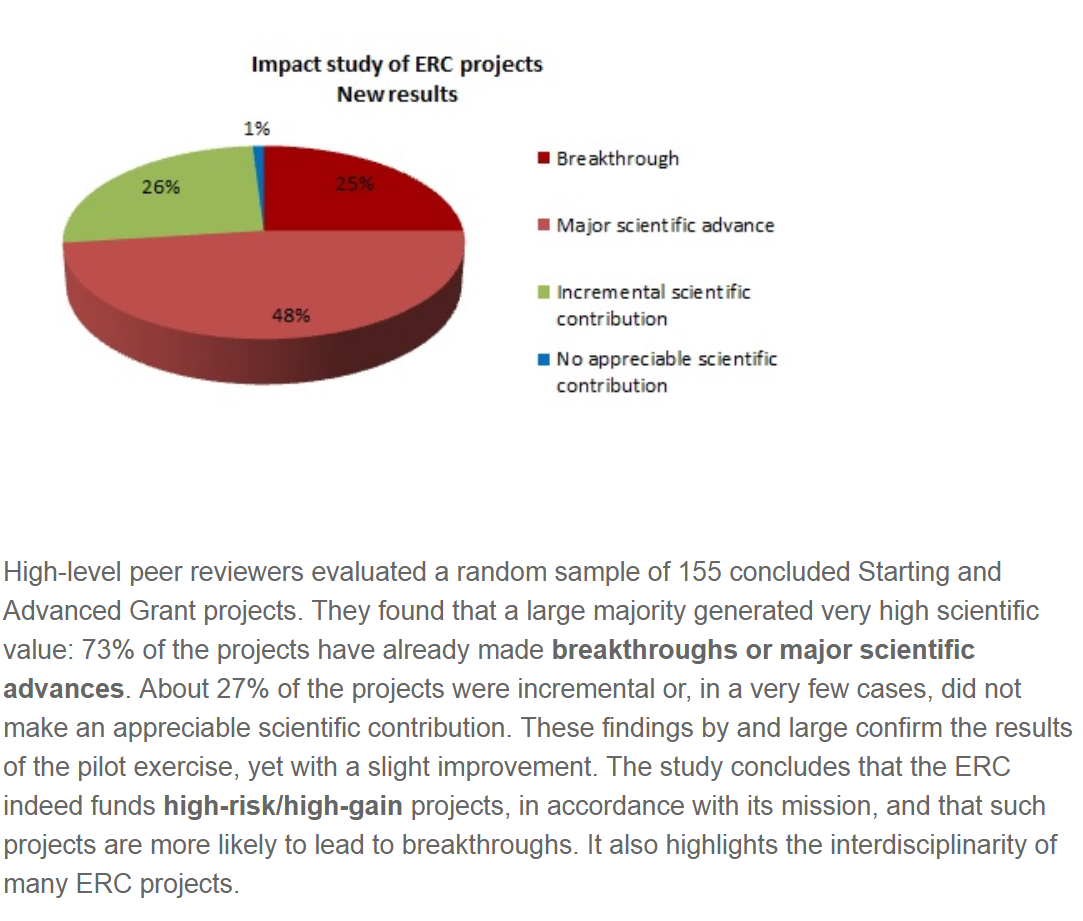 Impact study of ERC projects
New results
1%
25%
26%
48%
Breakthrough
Major scientific advance
Incremental scientific
contribution
No appreciable scientific
contribution
High-level peer reviewers evaluated a random sample of 155 concluded Starting and
Advanced Grant projects. They found that a large majority generated very high scientific
value: 73% of the projects have already made breakthroughs or major scientific
advances. About 27% of the projects were incremental or, in a very few cases, did not
make an appreciable scientific contribution. These findings by and large confirm the results
of the pilot exercise, yet with a slight improvement. The study concludes that the ERC
indeed funds high-risk/high-gain projects, in accordance with its mission, and that such
projects are more likely to lead to breakthroughs. It also highlights the interdisciplinarity of
many ERC projects.